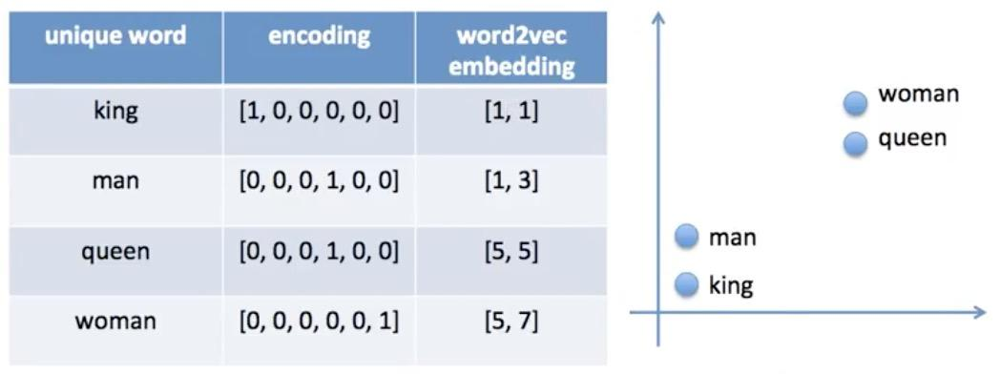 unique word encoding word2vec
embedding
king [1, 0, 0, 0, 0, 0] [1, 1]
man [0, 0, 0, 1, 0, 0] [1, 3]
queen [0, 0, 0, 1, 0, 0] [5, 5]
woman [0, 0, 0, 0, 0, 1] [5, 7]
woman
queen
man
king